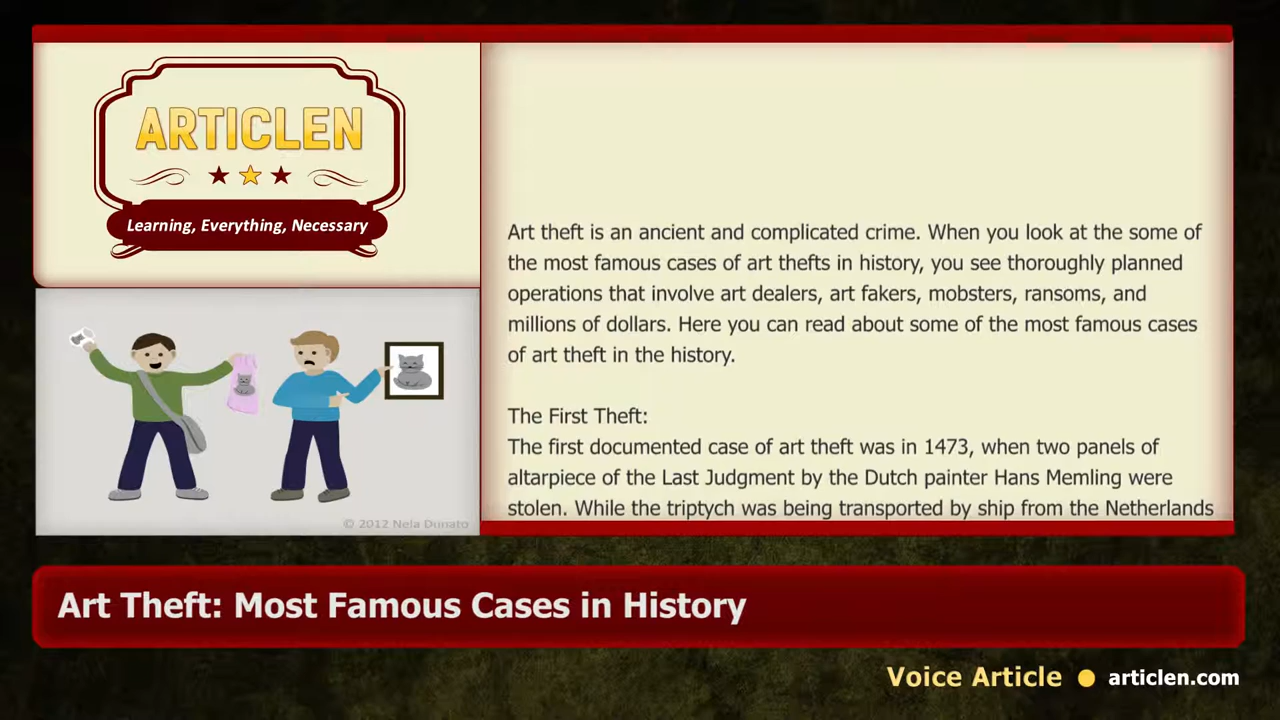 ARTICLEN
Learning, Everything, Necessary
Art theft is an ancient and complicated crime. When you look at the some of
the most famous cases of art thefts in history, you see thoroughly planned
operations that involve art dealers, art fakers, mobsters, ransoms, and
millions of dollars. Here you can read about some of the most famous cases
of art theft in the history.
The First Theft:
The first documented case of art theft was in 1473, when two panels of
altarpiece of the Last Judgment by the Dutch painter Hans Memling were
stolen. While the triptych was being transported by ship from the Netherlands
© 2012 Nela Dunato
Art Theft: Most Famous Cases in History
Voice Article
articlen.com